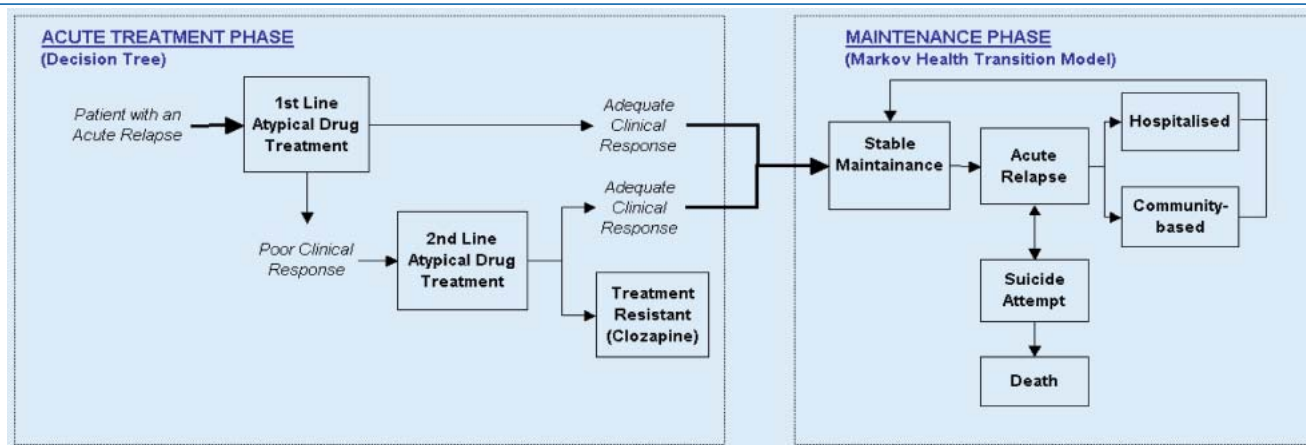 ACUTE TREATMENT PHASE
(Decision Tree)
Patient with an
Acute Relapse
1st Line
Atypical Drug
Treatment
Adequate
Clinical
Response
Poor Clinical
Response
2nd Line
Atypical Drug
Treatment
Adequate
Clinical
Response
Treatment
Resistant
(Clozapine)
MAINTENANCE PHASE
(Markov Health Transition Model)
Stable
Maintainance
Acute
Relapse
Hospitalised
Community-
based
Suicide
Attempt
Death